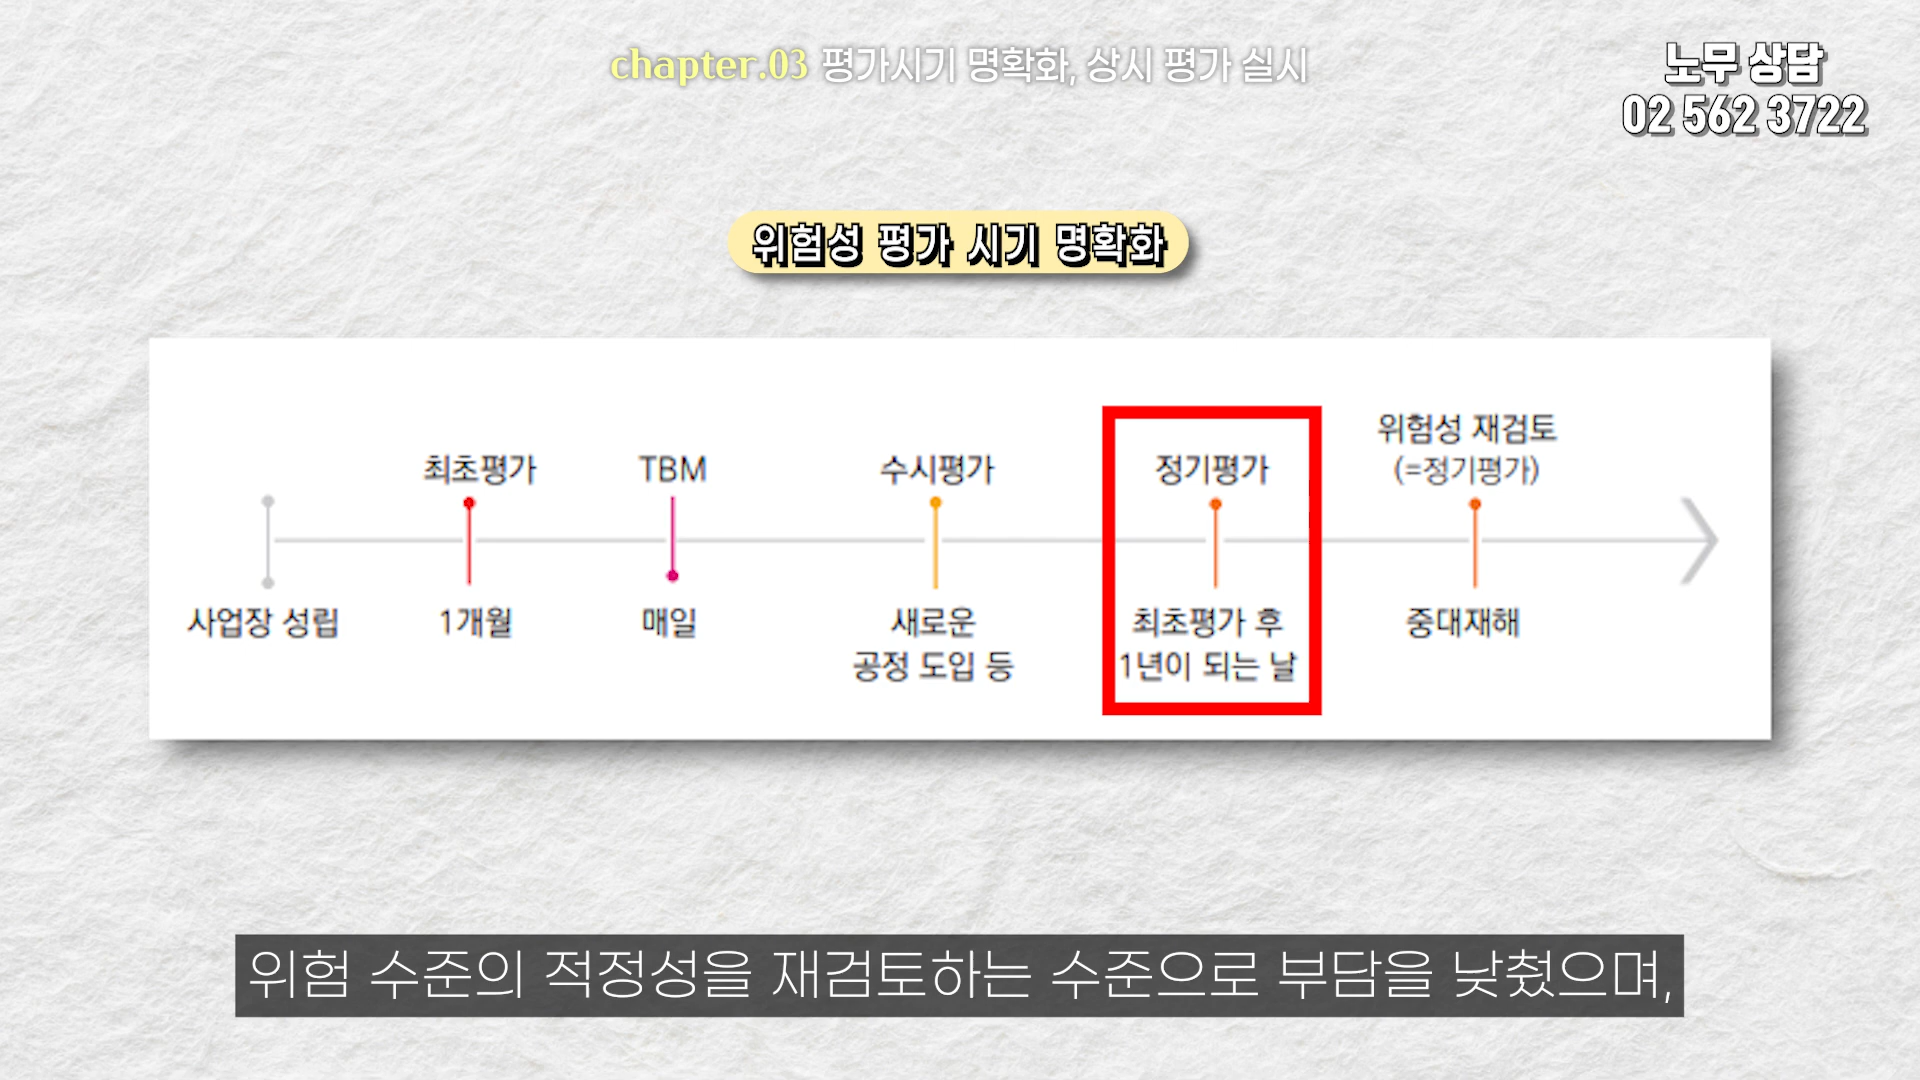 chapter.03 평가시기 명확화, 상시 평가 실시
노무 상담
02 562 3722
위험성 평가 시기 명확화
최초평가
TBM
수시평가
정기평가
위험성 재검토
(=정기평가)
사업장 성립
1개월
매일
새로운
공정 도입 등
최초평가 후
1년이 되는 날
중대재해
위험 수준의 적정성을 재검토하는 수준으로 부담을 낮췄으며,